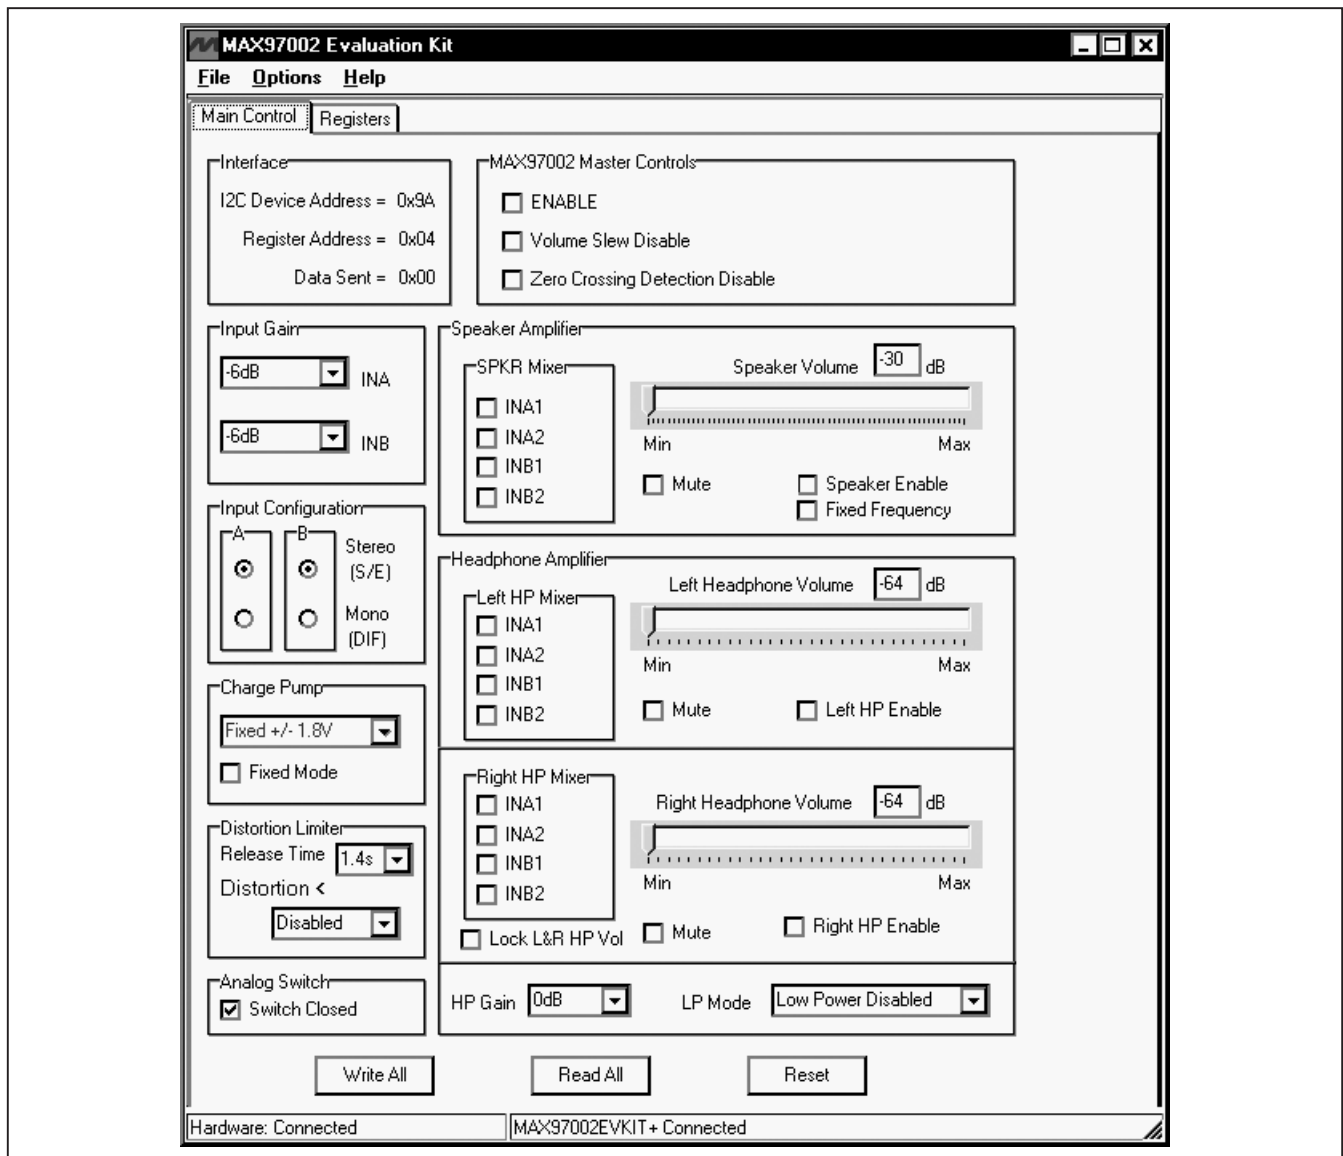 MAX97002 Evaluation Kit
File Options Help
Main Control Registers
Interface
I2C Device Address = 0x9A
Register Address = 0x04
Data Sent = 0x00
MAX97002 Master Controls
ENABLE
Volume Slew Disable
Zero Crossing Detection Disable
Input Gain
-6dB INA
-6dB INB
Speaker Amplifier
SPKR Mixer
INA1
INA2
INB1
INB2
Speaker Volume -30 dB
Min Max
Mute
Speaker Enable
Fixed Frequency
Input Configuration
A B
Stereo
(S/E)
Mono
(DIF)
Headphone Amplifier
Left HP Mixer
INA1
INA2
INB1
INB2
Left Headphone Volume -64 dB
Min Max
Mute Left HP Enable
Charge Pump
Fixed +/- 1.8V
Fixed Mode
Right HP Mixer
INA1
INA2
INB1
INB2
Right Headphone Volume -64 dB
Min Max
Lock L&R HP Vol Mute Right HP Enable
Distortion Limiter
Release Time 1.4s
Distortion <
Disabled
Analog Switch
Switch Closed
HP Gain 0dB LP Mode Low Power Disabled
Write All Read All Reset
Hardware: Connected MAX97002EVKIT+ Connected